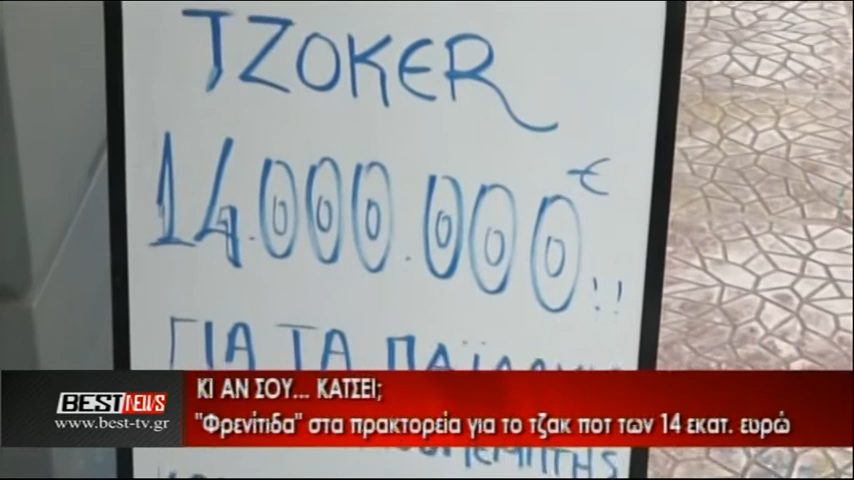 TZOKER
14.000.000€!!
ΓΙΑ ΤΑ
BEST NEWS
www.best-tv.gr
ΚΙ ΑΝ ΣΟΥ... ΚΑΤΣΕΙ;
"Φρενίτιδα" στα πρακτορεία για το τζακ ποτ των 14 εκατ. ευρώ